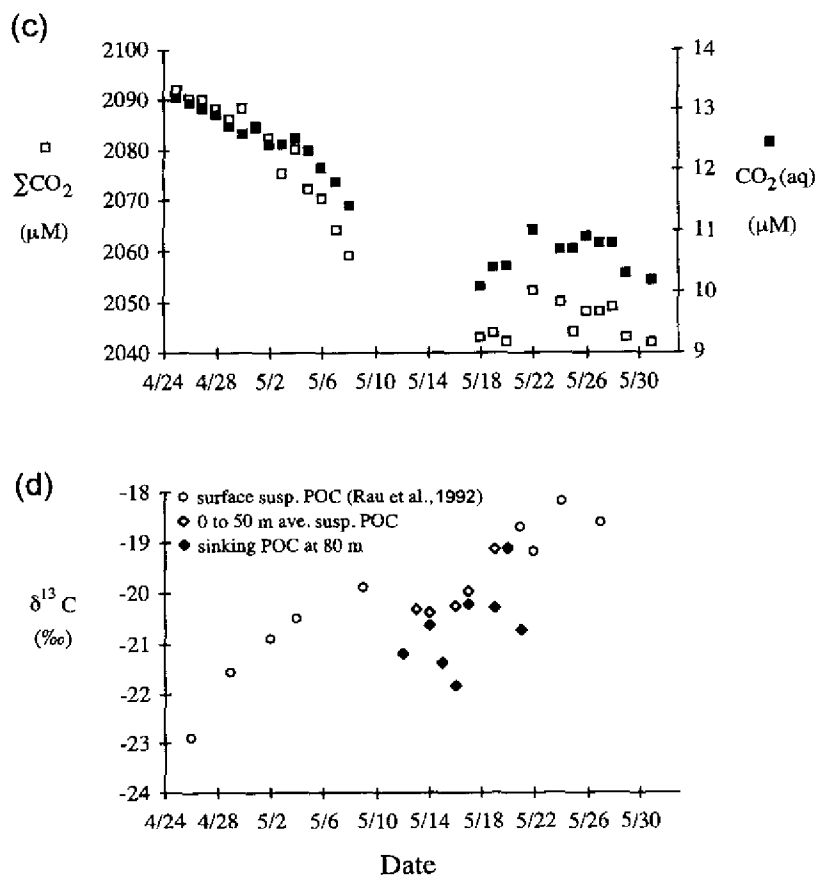 (c)
2100
2090
2080
2070
2060
2050
2040
∑CO2
(μM)
14
13
12
11
10
9
CO2(aq)
(μM)
4/24 4/28 5/2 5/6 5/10 5/14 5/18 5/22 5/26 5/30
(d)
-18
-19
-20
-21
-22
-23
-24
δ13 C
(‰)
surface susp. POC (Rau et al., 1992)
0 to 50 m ave. susp. POC
sinking POC at 80 m
4/24 4/28 5/2 5/6 5/10 5/14 5/18 5/22 5/26 5/30
Date